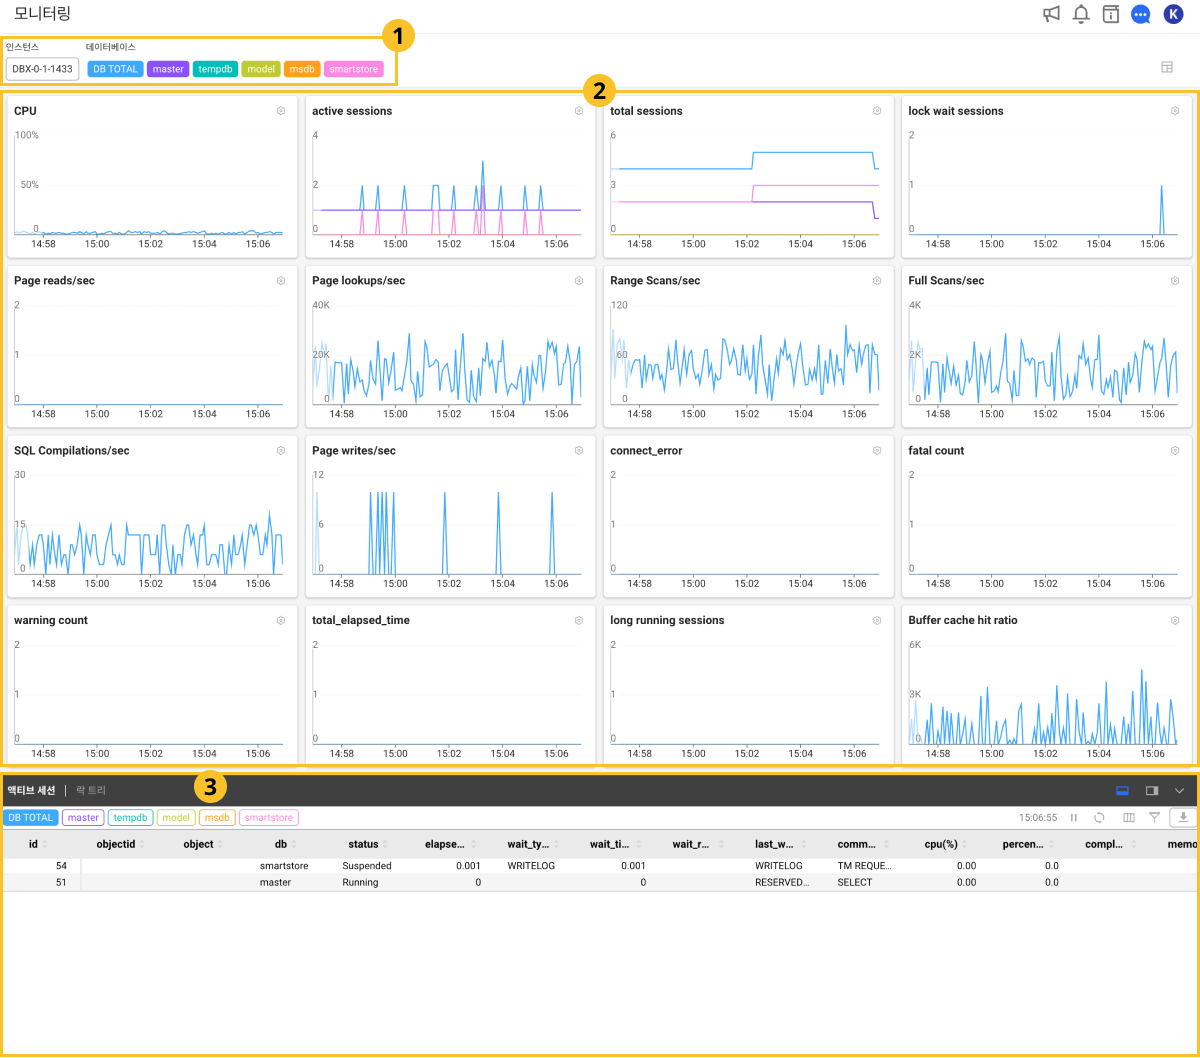 모니터링
K
1
인스턴스 데이터베이스
DBX-0-1-1433 DB TOTAL master tempdb model msdb smartstore
2
CPU
100%
50%
0
14:58 15:00 15:02 15:04 15:06
active sessions
4
2
0
14:58 15:00 15:02 15:04 15:06
total sessions
6
3
0
14:58 15:00 15:02 15:04 15:06
lock wait sessions
2
1
0
14:58 15:00 15:02 15:04 15:06
Page reads/sec
2
1
0
14:58 15:00 15:02 15:04 15:06
Page lookups/sec
40K
20K
0
14:58 15:00 15:02 15:04 15:06
Range Scans/sec
120
60
0
14:58 15:00 15:02 15:04 15:06
Full Scans/sec
4K
2K
0
14:58 15:00 15:02 15:04 15:06
SQL Compilations/sec
30
15
0
14:58 15:00 15:02 15:04 15:06
Page writes/sec
12
6
0
14:58 15:00 15:02 15:04 15:06
connect_error
2
1
0
14:58 15:00 15:02 15:04 15:06
fatal count
2
1
0
14:58 15:00 15:02 15:04 15:06
warning count
2
1
0
14:58 15:00 15:02 15:04 15:06
total_elapsed_time
2
1
0
14:58 15:00 15:02 15:04 15:06
long running sessions
2
1
0
14:58 15:00 15:02 15:04 15:06
Buffer cache hit ratio
6K
3K
0
14:58 15:00 15:02 15:04 15:06
3
액티브 세션 | 락 트리
DB TOTAL master tempdb model msdb smartstore 15:06:55
id objectid object db status elapse... wait_ty... wait_ti... wait_r... last_w... comm... cpu(%) percen... compl... memo
54 smartstore Suspended 0.001 WRITELOG 0.001 WRITELOG TM REQUE... 0.00 0.0
51 master Running 0 0 RESERVED... SELECT 0.00 0.0